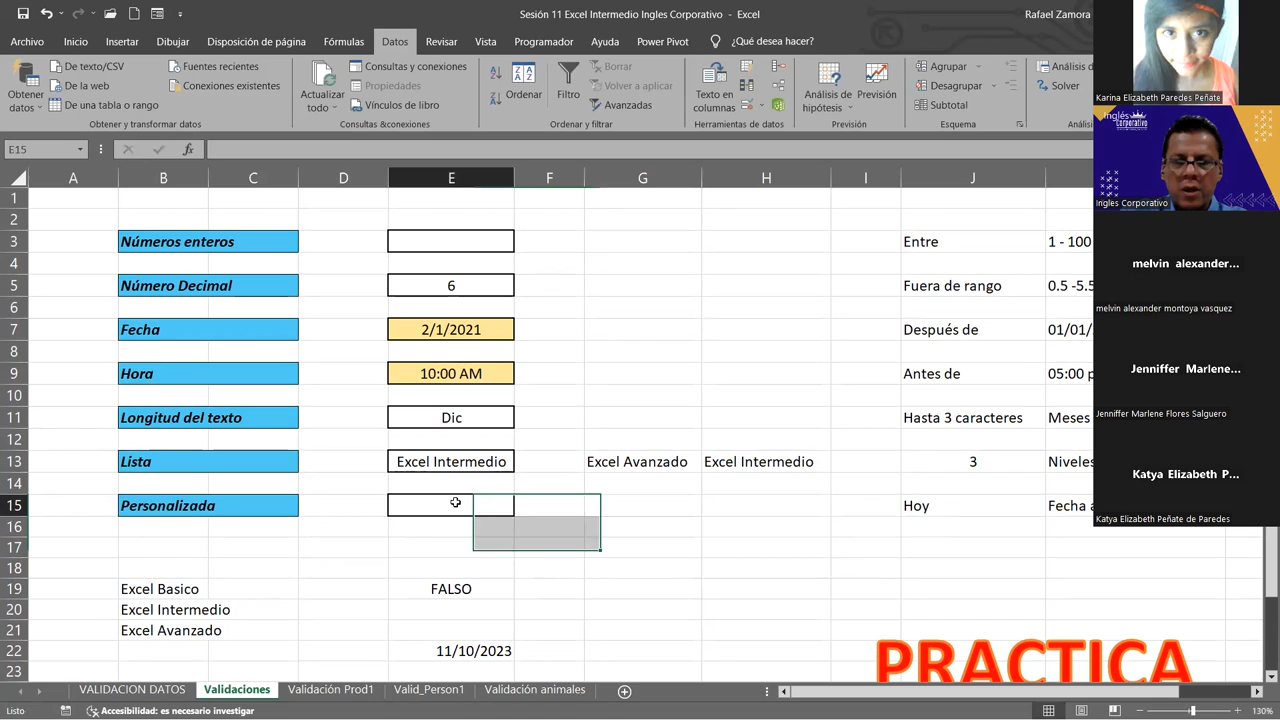 Sesión 11 Excel Intermedio Ingles Corporativo - Excel
Rafael Zamora
Archivo Inicio Insertar Dibujar Disposición de página Fórmulas Datos Revisar Vista Programador Ayuda Power Pivot ¿Qué desea hacer?
Obtener datos
De texto/CSV
De la web
De una tabla o rango
Fuentes recientes
Conexiones existentes
Obtener y transformar datos
Actualizar todo
Consultas y conexiones
Propiedades
Vínculos de libro
Consultas &conexiones
Ordenar
Filtro
Borrar
Volver a aplicar
Avanzadas
Ordenar y filtrar
Texto en columnas
Herramientas de datos
Análisis de hipótesis
Previsión
Previsión
Agrupar
Desagrupar
Subtotal
Esquema
Análisis d
Solver
Anális
E15
fx
A B C D E F G H I J
1
2
3 Números enteros Entre 1 - 100
4
5 Número Decimal 6 Fuera de rango 0.5 -5.5
6
7 Fecha 2/1/2021 Después de 01/01/
8
9 Hora 10:00 AM Antes de 05:00 p
10
11 Longitud del texto Dic Hasta 3 caracteres Meses
12
13 Lista Excel Intermedio Excel Avanzado Excel Intermedio 3 Niveles
14
15 Personalizada Hoy Fecha a
16
17
18
19 Excel Basico FALSO
20 Excel Intermedio
21 Excel Avanzado
22 11/10/2023
23
PRACTICA
VALIDACION DATOS Validaciones Validación Prod1 Valid_Person1 Validación animales
Listo Accesibilidad: es necesario investigar 130%
Karina Elizabeth Paredes Peñate
Inglés Corporativo
Ingles Corporativo
melvin alexander...
melvin alexander montoya vasquez
Jenniffer Marlene...
Jenniffer Marlene Flores Salguero
Katya Elizabeth P...
Katya Elizabeth Peñate de Paredes